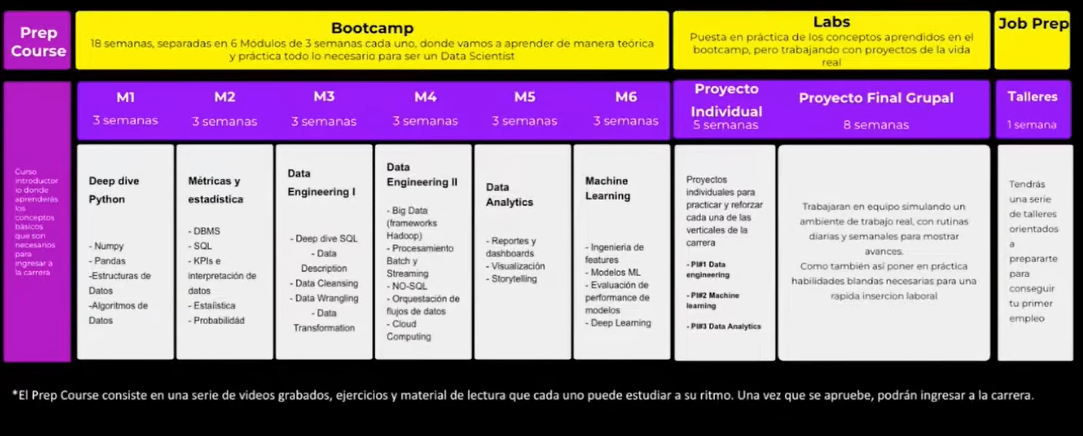 Prep
Course
Bootcamp
18 semanas, separadas en 6 Módulos de 3 semanas cada uno, donde vamos a aprender de manera teórica
y práctica todo lo necesario para ser un Data Scientist
Labs
Puesta en práctica de los conceptos aprendidos en el
bootcamp, pero trabajando con proyectos de la vida
real
Job Prep
M1
3 semanas
M2
3 semanas
M3
3 semanas
M4
3 semanas
M5
3 semanas
M6
3 semanas
Proyecto
Individual
5 semanas
Proyecto Final Grupal
8 semanas
Talleres
1 semana
Curso
introductor
io donde
aprenderás
los
conceptos
básicos
que son
necesarios
para
ingresar a
la carrera
Deep dive
Python
- Numpy
- Pandas
-Estructuras de
Datos
-Algoritmos de
Datos
Métricas y
estadística
- DBMS
- SQL
- KPIs e
interpretación de
datos
- Estalística
- Probabilidád
Data
Engineering I
- Deep dive SQL
- Data
Description
- Data Cleansing
- Data Wrangling
- Data
Transformation
Data
Engineering II
- Big Data
(frameworks
Hadoop)
- Procesamiento
Batch y
Streaming
- NO-SQL
- Orquestación de
flujos de datos
- Cloud
Computing
Data
Analytics
- Reportes y
dashboards
- Visualización
- Storytelling
Machine
Learning
- Ingenieria de
features
- Modelos ML
- Evaluación de
performance de
modelos
- Deep Learning
Proyectos
individuales para
practicar y reforzar
cada una de las
verticales de la
carrera
- PI#1 Data
engineering
- PI#2 Machine
learning
- PI#3 Data Analytics
Trabajaran en equipo simulando un
ambiente de trabajo real, con rutinas
diarias y semanales para mostrar
avances.
Como también así poner en práctica
habilidades blandas necesarias para una
rapida insercion laboral
Tendrás
una serie
de talleres
orientados
a
prepararte
para
conseguir
tu primer
empleo
*El Prep Course consiste en una serie de videos grabados, ejercicios y material de lectura que cada uno puede estudiar a su ritmo. Una vez que se apruebe, podrán ingresar a la carrera.